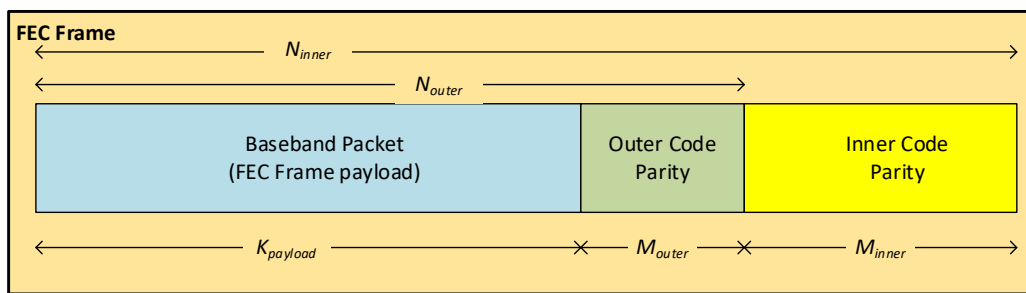 FEC Frame
N_inner
N_outer
Baseband Packet
(FEC Frame payload)
Outer Code
Parity
Inner Code
Parity
K_payload
M_outer
M_inner